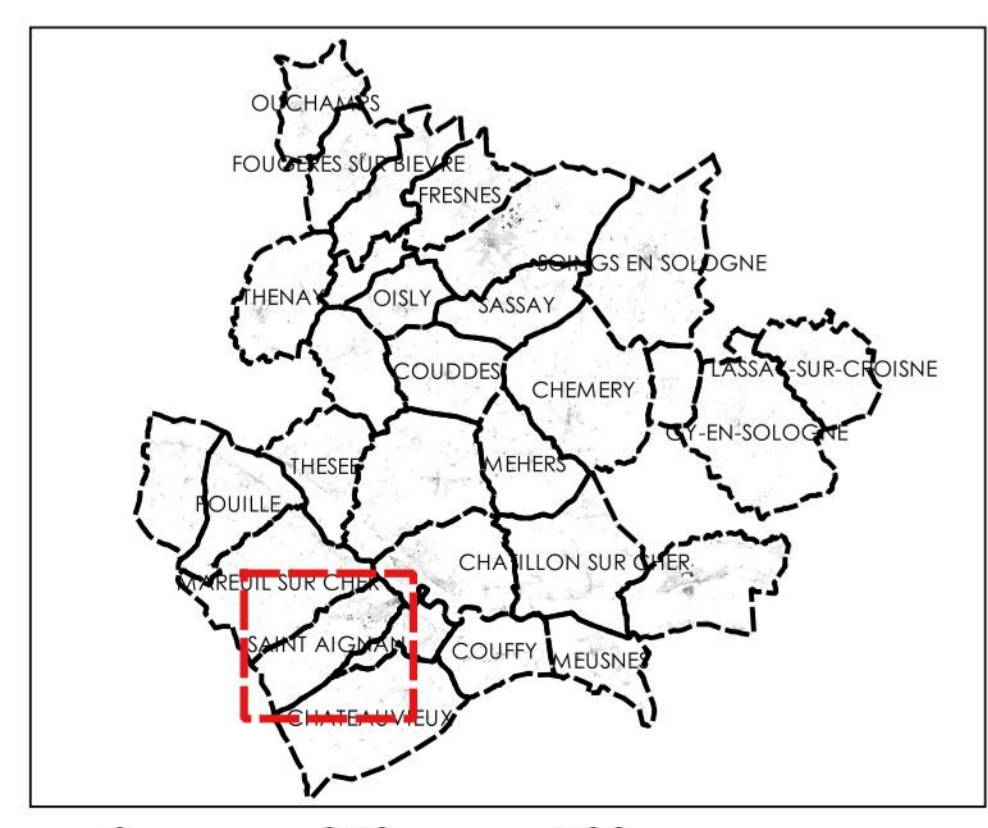 OUCHAMPS
FOUGERES SUR BIEVRE
FRESNES
SOINGS EN SOLOGNE
THENAY
OISLY
SASSAY
COUDDES
CHEMERY
LASSAY-SUR-CROISNE
GY-EN-SOLOGNE
THESEE
MEHERS
POUILLE
CHATILLON SUR CHER
MAREUIL SUR CHER
SAINT AIGNAN
COUFFY
MEUSNES
CHATEAUVIEUX